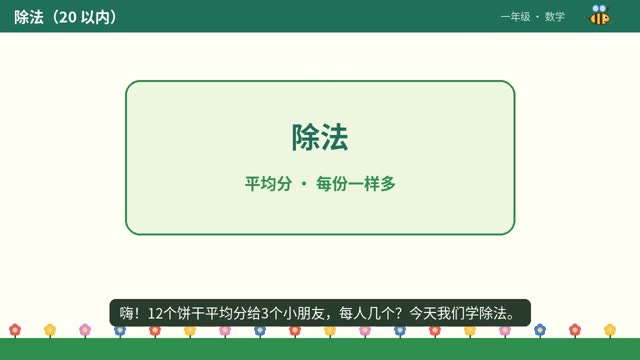 除法（20 以内）
一年级 · 数学
除法
平均分 · 每份一样多
嗨！12个饼干平均分给3个小朋友，每人几个？今天我们学除法。